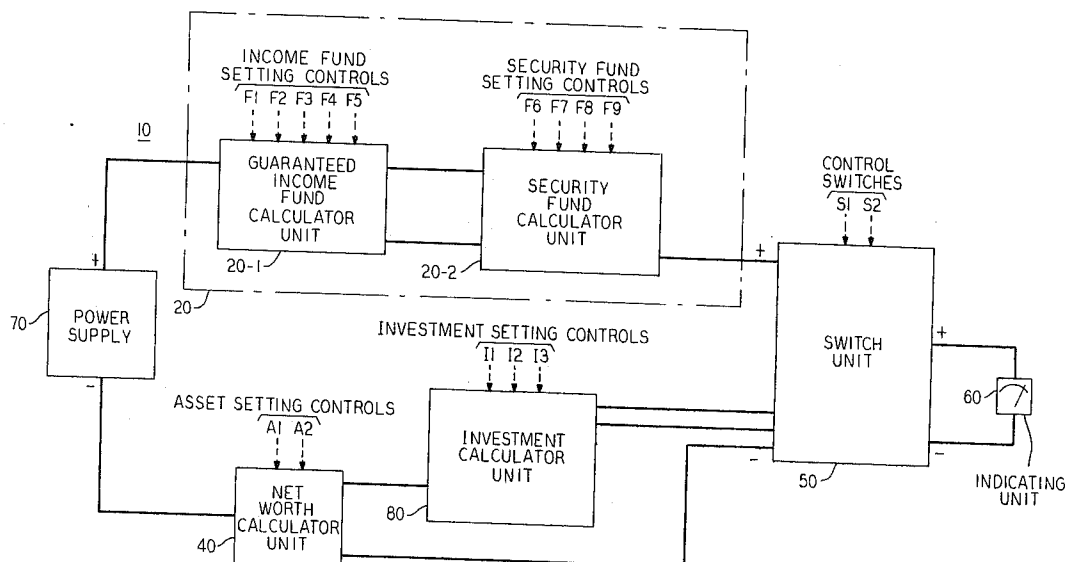 10
INCOME FUND
SETTING CONTROLS
F1 F2 F3 F4 F5
SECURITY FUND
SETTING CONTROLS
F6 F7 F8 F9
GUARANTEED
INCOME
FUND
CALCULATOR
UNIT
20-1
SECURITY
FUND
CALCULATOR
UNIT
20-2
20
CONTROL
SWITCHES
S1 S2
+
+
70
POWER
SUPPLY
-
INVESTMENT SETTING CONTROLS
I1 I2 I3
SWITCH
UNIT
50
+
-
-
60
INDICATING
UNIT
ASSET SETTING CONTROLS
A1 A2
INVESTMENT
CALCULATOR
UNIT
80
NET
WORTH
CALCULATOR
UNIT
40